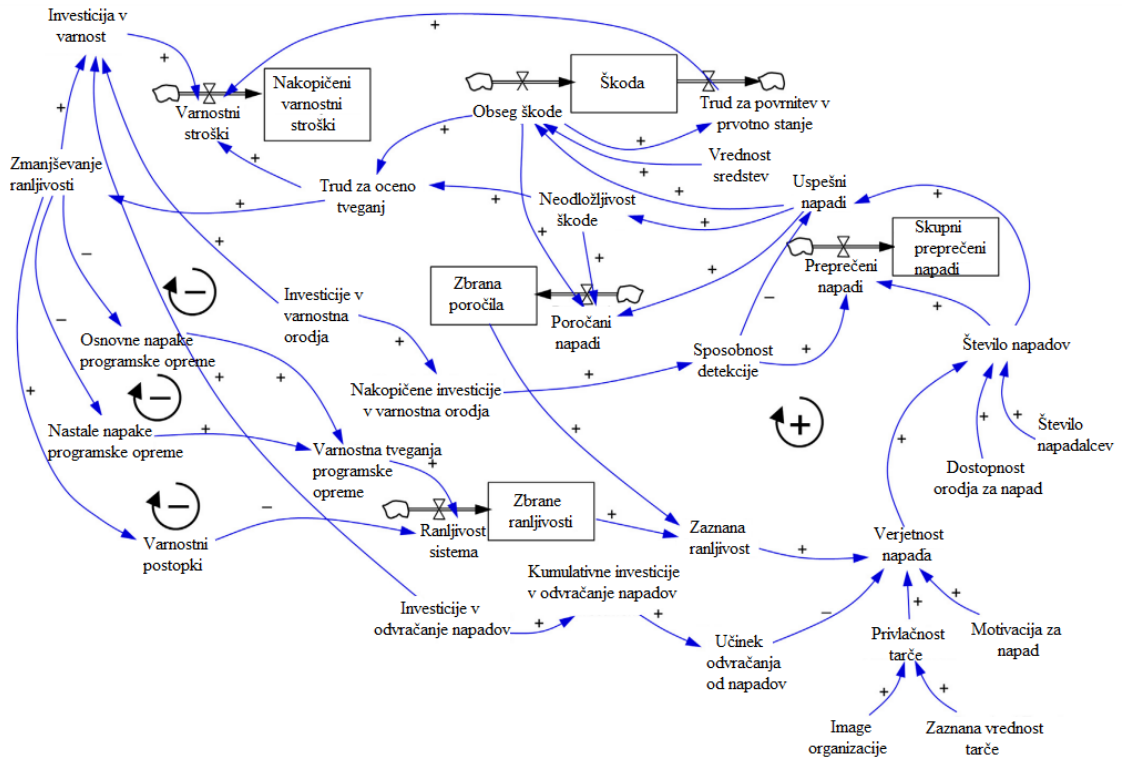 Investicija v
varnost
Varnostni
stroški
Nakopičeni
varnostni
stroški
Obseg škode
Škoda
Trud za povrnitev v
prvotno stanje
Zmanjševanje
ranljivosti
Trud za oceno
tveganj
Neodložljivost
škode
Vrednost
sredstev
Uspešni
napadi
Preprečeni
napadi
Skupni
preprečeni
napadi
Zbrana
poročila
Poročani
napadi
Investicije v
varnostna
orodja
Osnovne napake
programske opreme
Nakopičene investicije
v varnostna orodja
Sposobnost
detekcije
Število napadov
Število
napadalcev
Dostopnost
orodja za napad
Nastale napake
programske opreme
Varnostna tveganja
programske
opreme
Zbrane
ranljivosti
Ranljivost
sistema
Zaznana
ranljivost
Verjetnost
napada
Varnostni
postopki
Kumulativne investicije
v odvračanje napadov
Investicije v
odvračanje napadov
Učinek
odvračanja
od napadov
Privlačnost
tarče
Motivacija za
napad
Image
organizacije
Zaznana vrednost
tarče